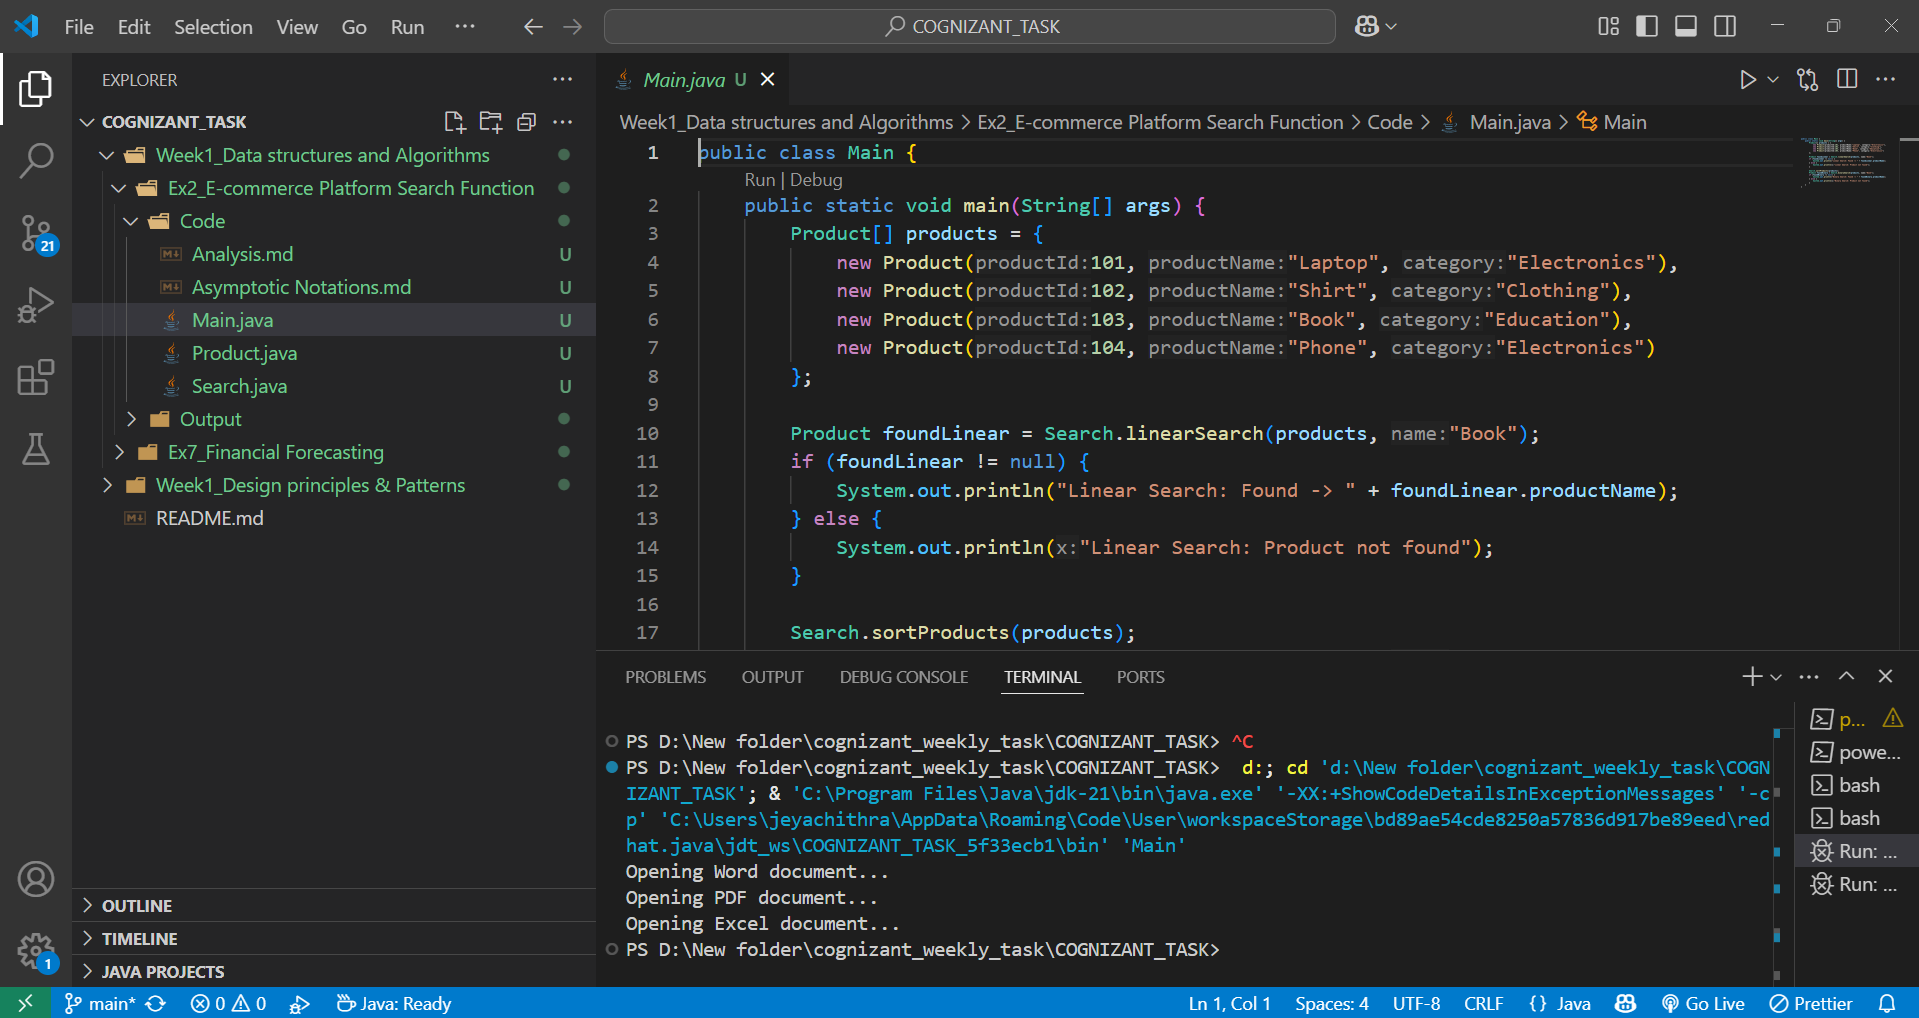 File Edit Selection View Go Run ··· COGNIZANT_TASK
EXPLORER
COGNIZANT_TASK
Week1_Data structures and Algorithms
Ex2_E-commerce Platform Search Function
Code
Analysis.md U
Asymptotic Notations.md U
Main.java U
Product.java U
Search.java U
Output
Ex7_Financial Forecasting
Week1_Design principles & Patterns
README.md
OUTLINE
TIMELINE
JAVA PROJECTS
21
1
Main.java U
Week1_Data structures and Algorithms > Ex2_E-commerce Platform Search Function > Code > Main.java > Main
1 public class Main {
Run | Debug
2 public static void main(String[] args) {
3 Product[] products = {
4 new Product(productId:101, productName:"Laptop", category:"Electronics"),
5 new Product(productId:102, productName:"Shirt", category:"Clothing"),
6 new Product(productId:103, productName:"Book", category:"Education"),
7 new Product(productId:104, productName:"Phone", category:"Electronics")
8 };
9
10 Product foundLinear = Search.linearSearch(products, name:"Book");
11 if (foundLinear != null) {
12 System.out.println("Linear Search: Found -> " + foundLinear.productName);
13 } else {
14 System.out.println(x:"Linear Search: Product not found");
15 }
16
17 Search.sortProducts(products);
PROBLEMS OUTPUT DEBUG CONSOLE TERMINAL PORTS
PS D:\New folder\cognizant_weekly_task\COGNIZANT_TASK> ^C
PS D:\New folder\cognizant_weekly_task\COGNIZANT_TASK> d:; cd 'd:\New folder\cognizant_weekly_task\COGN
IZANT_TASK'; & 'C:\Program Files\Java\jdk-21\bin\java.exe' '-XX:+ShowCodeDetailsInExceptionMessages' '-c
p' 'C:\Users\jeyachithra\AppData\Roaming\Code\User\workspaceStorage\bd89ae54cde8250a57836d917be89eed\red
hat.java\jdt_ws\COGNIZANT_TASK_5f33ecb1\bin' 'Main'
Opening Word document...
Opening PDF document...
Opening Excel document...
PS D:\New folder\cognizant_weekly_task\COGNIZANT_TASK>
p...
powe...
bash
bash
Run: ...
Run: ...
main* 0 0 Java: Ready Ln 1, Col 1 Spaces: 4 UTF-8 CRLF {} Java Go Live Prettier